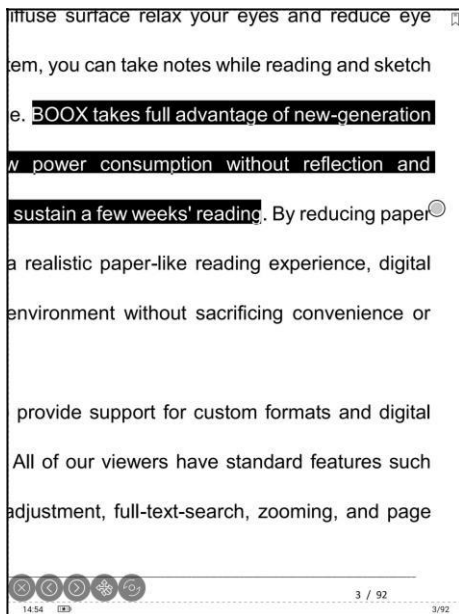 iffuse surface relax your eyes and reduce eye
tem, you can take notes while reading and sketch
e. BOOX takes full advantage of new-generation
w power consumption without reflection and
sustain a few weeks' reading. By reducing paper
a realistic paper-like reading experience, digital
environment without sacrificing convenience or
provide support for custom formats and digital
All of our viewers have standard features such
adjustment, full-text-search, zooming, and page
3 / 92
14:54
3/92